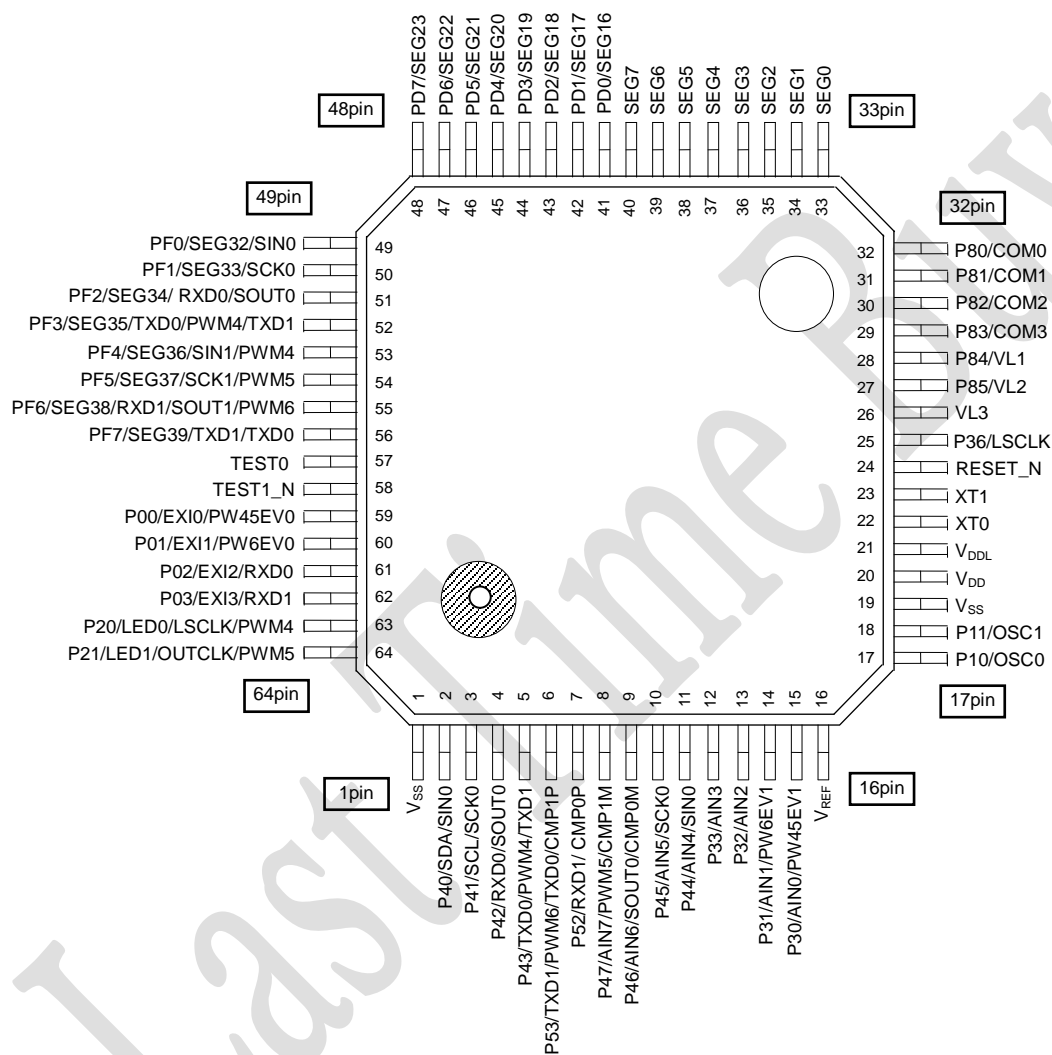 PD7/SEG23
PD6/SEG22
PD5/SEG21
PD4/SEG20
PD3/SEG19
PD2/SEG18
PD1/SEG17
PD0/SEG16
SEG7
SEG6
SEG5
SEG4
SEG3
SEG2
SEG1
SEG0
48pin
33pin
48
47
46
45
44
43
42
41
40
39
38
37
36
35
34
33
49pin
32pin
PF0/SEG32/SIN0 49
PF1/SEG33/SCK0 50
PF2/SEG34/ RXD0/SOUT0 51
PF3/SEG35/TXD0/PWM4/TXD1 52
PF4/SEG36/SIN1/PWM4 53
PF5/SEG37/SCK1/PWM5 54
PF6/SEG38/RXD1/SOUT1/PWM6 55
PF7/SEG39/TXD1/TXD0 56
TEST0 57
TEST1_N 58
P00/EXI0/PW45EV0 59
P01/EXI1/PW6EV0 60
P02/EXI2/RXD0 61
P03/EXI3/RXD1 62
P20/LED0/LSCLK/PWM4 63
P21/LED1/OUTCLK/PWM5 64
32 P80/COM0
31 P81/COM1
30 P82/COM2
29 P83/COM3
28 P84/VL1
27 P85/VL2
26 VL3
25 P36/LSCLK
24 RESET_N
23 XT1
22 XT0
21 VDDL
20 VDD
19 VSS
18 P11/OSC1
17 P10/OSC0
64pin
17pin
1
2
3
4
5
6
7
8
9
10
11
12
13
14
15
16
1pin
16pin
VSS
P40/SDA/SIN0
P41/SCL/SCK0
P42/RXD0/SOUT0
P43/TXD0/PWM4/TXD1
P53/TXD1/PWM6/TXD0/CMP1P
P52/RXD1/ CMP0P
P47/AIN7/PWM5/CMP1M
P46/AIN6/SOUT0/CMP0M
P45/AIN5/SCK0
P44/AIN4/SIN0
P33/AIN3
P32/AIN2
P31/AIN1/PW6EV1
P30/AIN0/PW45EV1
VREF
Last Time Buy